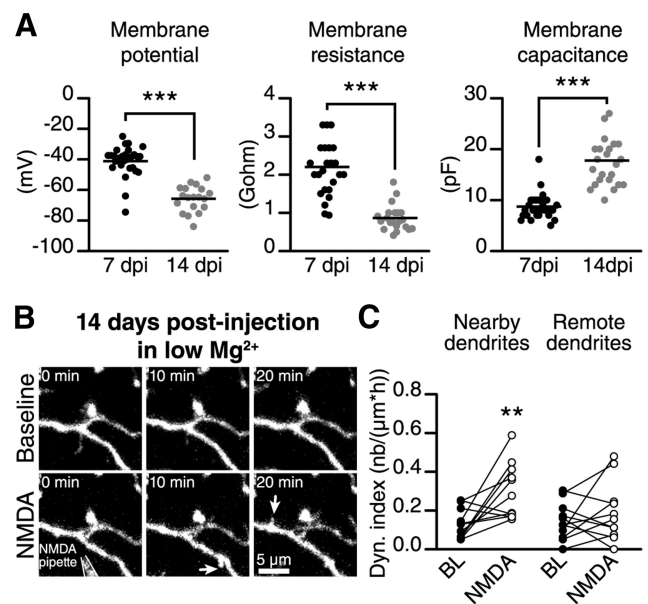 A
Membrane
potential
Membrane
resistance
Membrane
capacitance
***
***
***
0
-20
-40
-60
-80
-100
(mV)
7 dpi
14 dpi
4
3
2
1
0
(Gohm)
7 dpi
14 dpi
30
20
10
0
(pF)
7dpi
14dpi
B
14 days post-injection
in low Mg²⁺
Baseline
0 min
10 min
20 min
NMDA
0 min
10 min
20 min
NMDA
pipette
5 µm
C
Nearby
dendrites
Remote
dendrites
**
0.8
0.6
0.4
0.2
0.0
Dyn. index (nb/(µm*h))
BL
NMDA
BL
NMDA